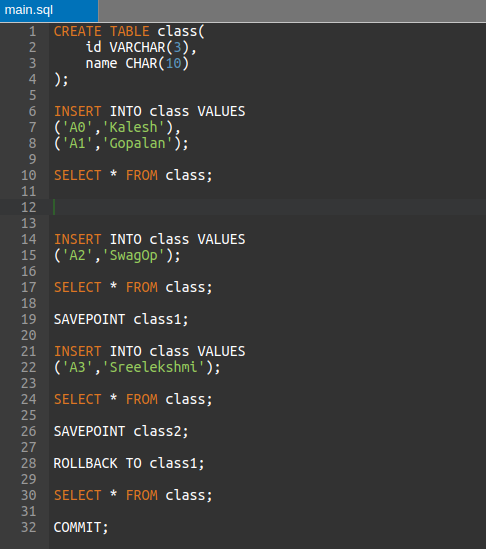 main.sql
1 CREATE TABLE class(
2     id VARCHAR(3),
3     name CHAR(10)
4 );
5
6 INSERT INTO class VALUES
7 ('A0','Kalesh'),
8 ('A1','Gopalan');
9
10 SELECT * FROM class;
11
12
13
14 INSERT INTO class VALUES
15 ('A2','SwagOp');
16
17 SELECT * FROM class;
18
19 SAVEPOINT class1;
20
21 INSERT INTO class VALUES
22 ('A3','Sreelekshmi');
23
24 SELECT * FROM class;
25
26 SAVEPOINT class2;
27
28 ROLLBACK TO class1;
29
30 SELECT * FROM class;
31
32 COMMIT;